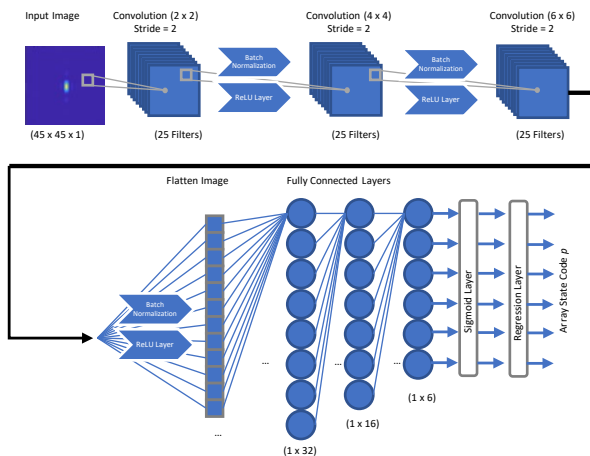 Input Image
Convolution (2 x 2)
Stride = 2
Convolution (4 x 4)
Stride = 2
Convolution (6 x 6)
Stride = 2
Batch
Normalization
ReLU Layer
Batch
Normalization
ReLU Layer
(45 x 45 x 1)
(25 Filters)
(25 Filters)
(25 Filters)
Flatten Image
Fully Connected Layers
Batch
Normalization
ReLU Layer
Sigmoid Layer
Regression Layer
Array State Code p
...
...
...
...
(1 x 32)
(1 x 16)
(1 x 6)